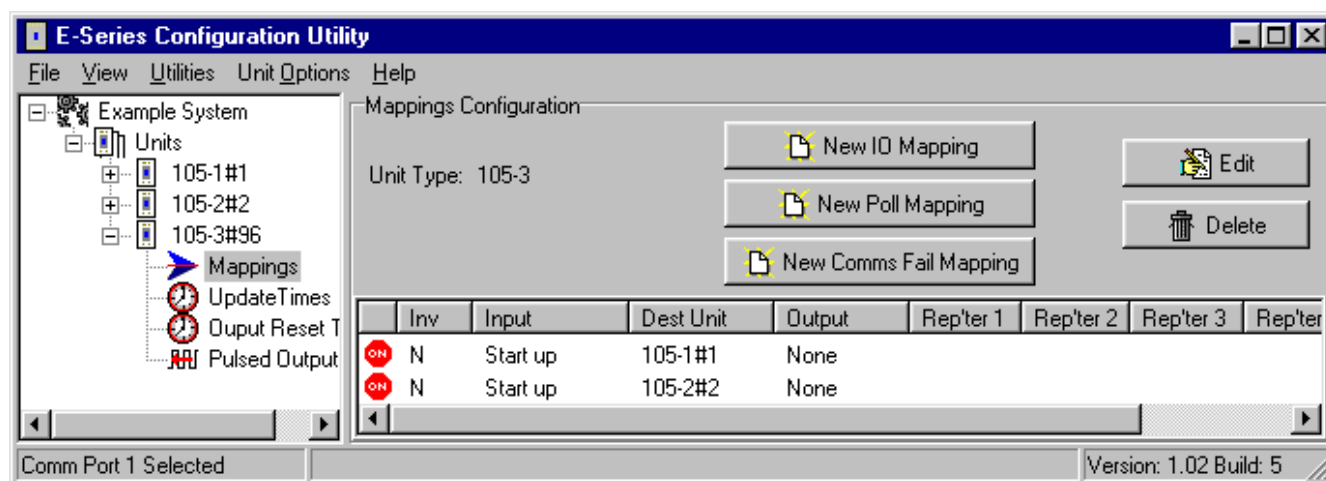 E-Series Configuration Utility
File View Utilities Unit Options Help
Example System
Units
105-1#1
105-2#2
105-3#96
Mappings
UpdateTimes
Ouput Reset T
Pulsed Output
Mappings Configuration
Unit Type: 105-3
New IO Mapping
New Poll Mapping
New Comms Fail Mapping
Edit
Delete
Inv Input Dest Unit Output Rep'ter 1 Rep'ter 2 Rep'ter 3 Rep'ter
ON N Start up 105-1#1 None
ON N Start up 105-2#2 None
Comm Port 1 Selected Version: 1.02 Build: 5